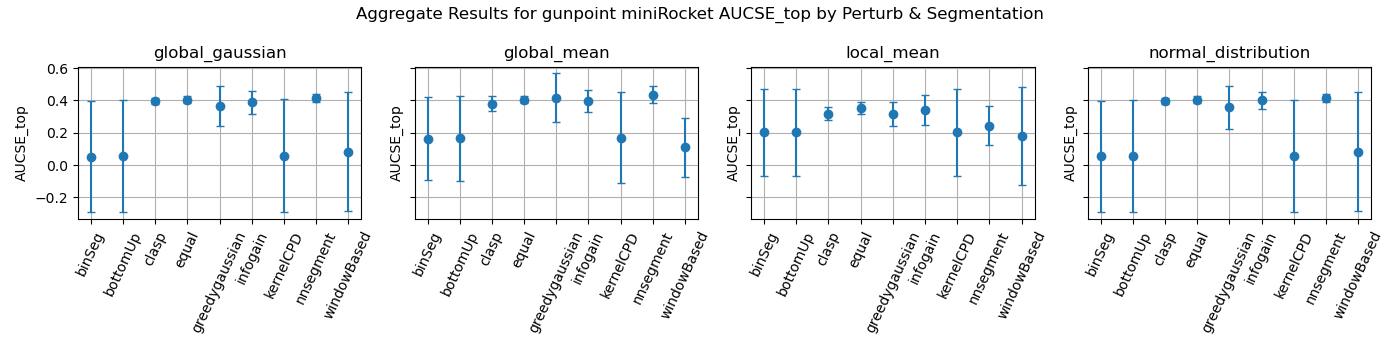 Aggregate Results for gunpoint miniRocket AUCSE_top by Perturb & Segmentation
global_gaussian
global_mean
local_mean
normal_distribution
AUCSE_top
0.6
0.4
0.2
0.0
−0.2
binSeg
bottomUp
clasp
equal
greedygaussian
infogain
kernelCPD
nnsegment
windowBased
AUCSE_top
binSeg
bottomUp
clasp
equal
greedygaussian
infogain
kernelCPD
nnsegment
windowBased
AUCSE_top
binSeg
bottomUp
clasp
equal
greedygaussian
infogain
kernelCPD
nnsegment
windowBased
AUCSE_top
binSeg
bottomUp
clasp
equal
greedygaussian
infogain
kernelCPD
nnsegment
windowBased